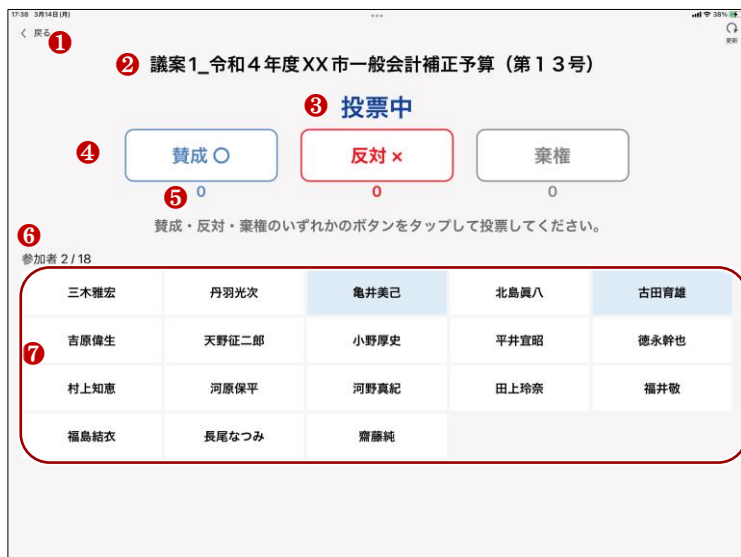 17:38 3月14日(月) 38%
戻る ❶
更新
❷ 議案1_令和４年度XX市一般会計補正予算（第１３号）
❸ 投票中
❹ 賛成 〇 反対 × 棄権
❺ 0 0 0
賛成・反対・棄権のいずれかのボタンをタップして投票してください。
❻
参加者 2 / 18
三木雅宏 丹羽光次 亀井美己 北島眞八 古田育雄
吉原偉生 天野征二郎 小野厚史 平井宜昭 徳永幹也
❼
村上知恵 河原保平 河野真紀 田上玲奈 福井敬
福島結衣 長尾なつみ 齋藤純